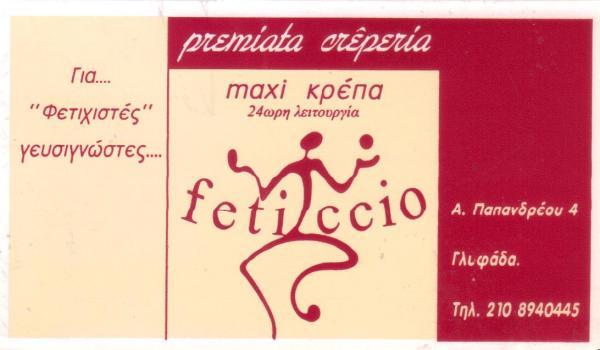 premiata crêperia
Για....
"Φετιχιστές"
γευσιγνώστες....
maxi κρέπα
24ωρη λειτουργία
feticcio
Α. Παπανδρέου 4
Γλυφάδα.
Τηλ. 210 8940445